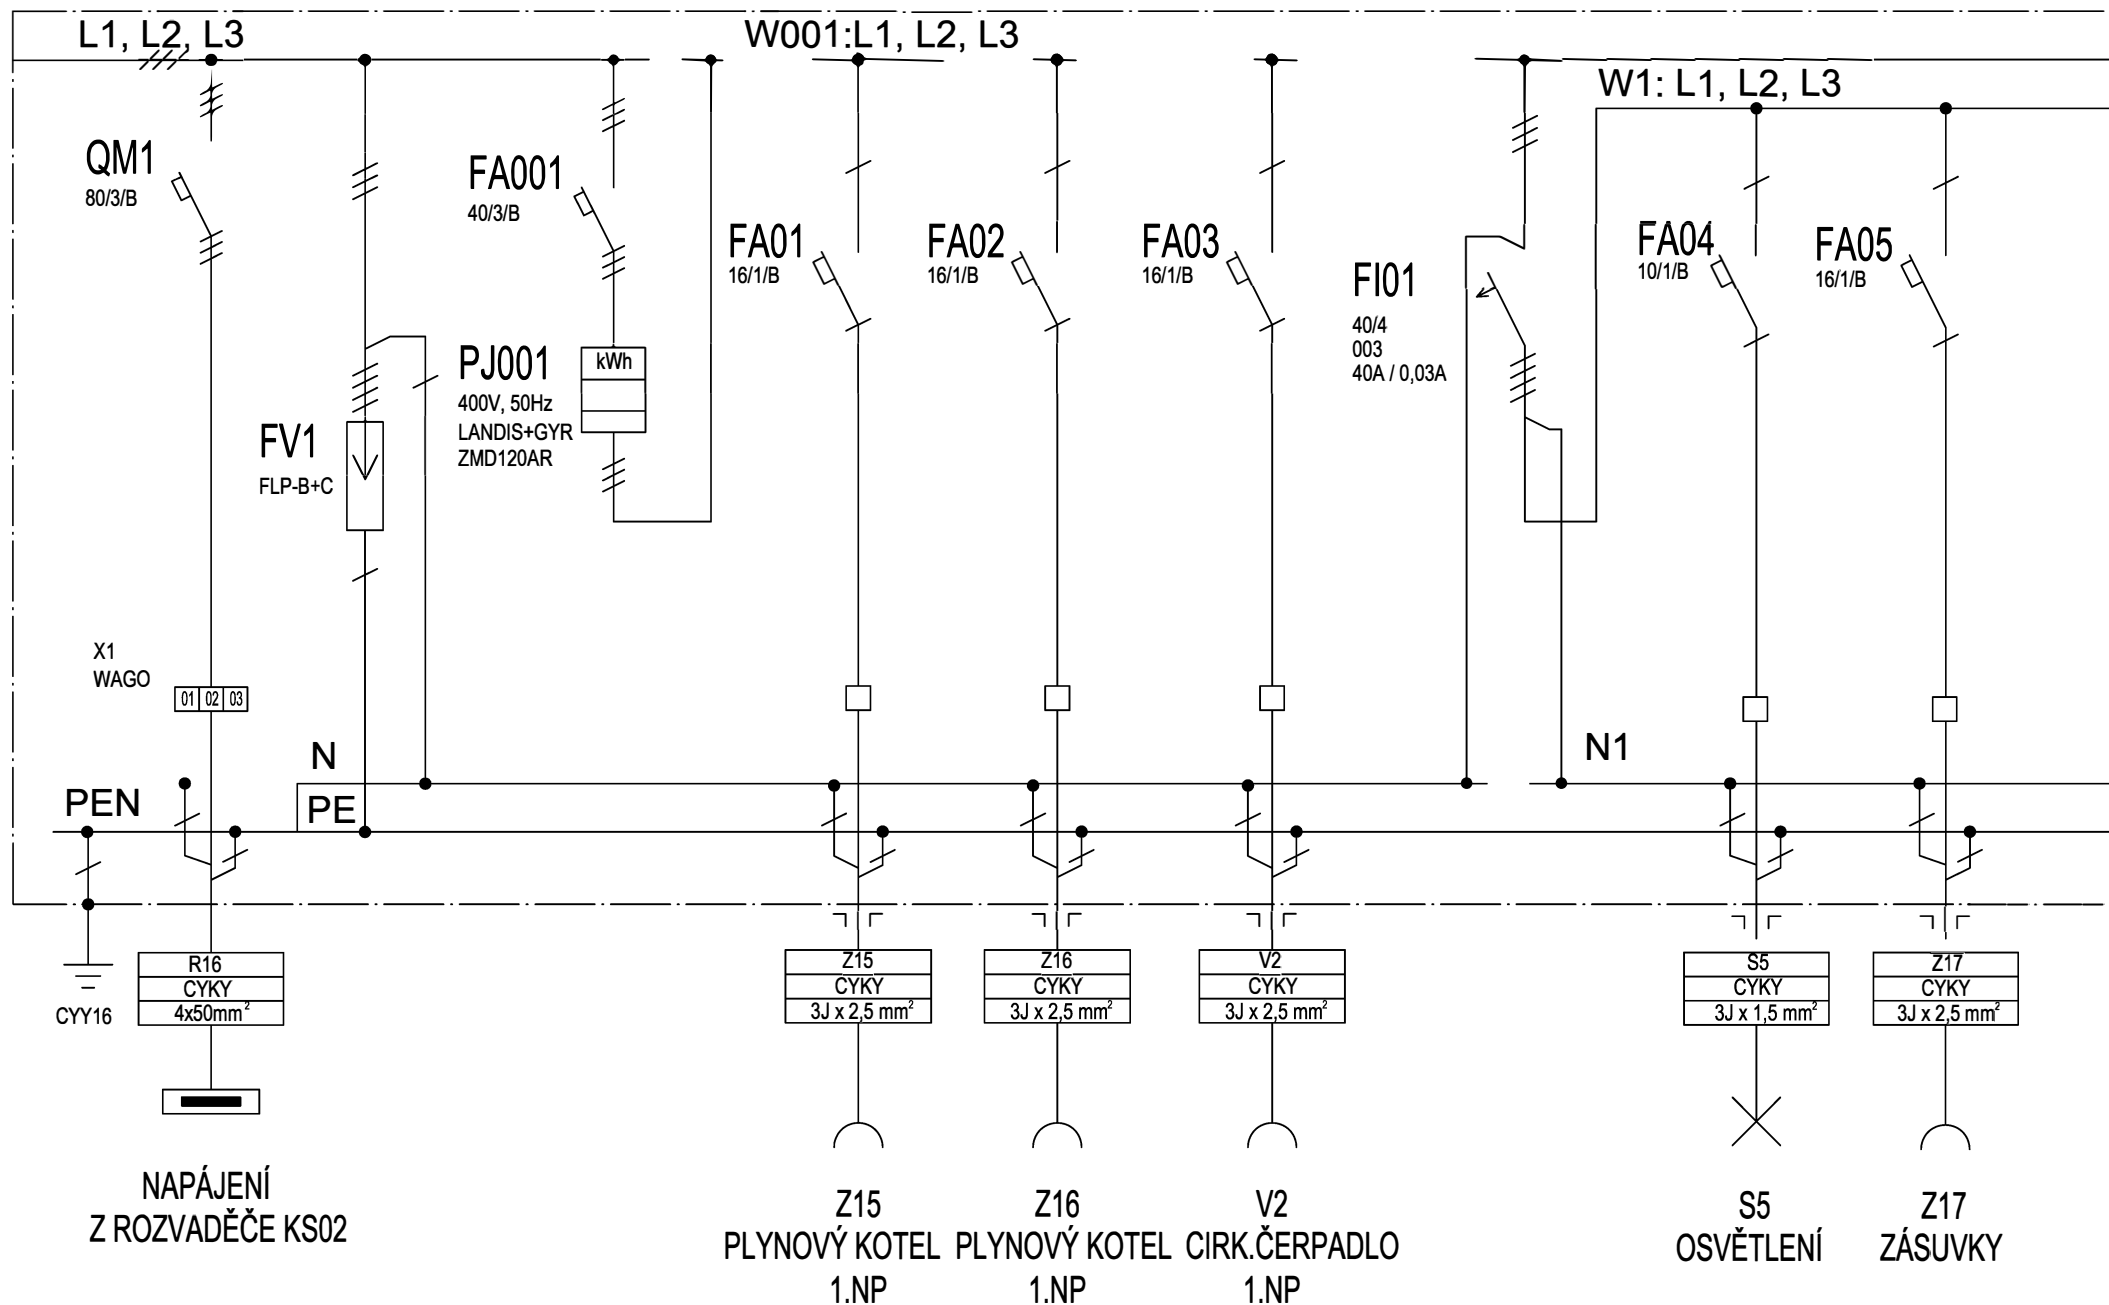 L1, L2, L3
W001:L1, L2, L3
W1: L1, L2, L3
QM1
80/3/B
FA001
40/3/B
FA01
16/1/B
FA02
16/1/B
FA03
16/1/B
FI01
40/4
003
40A / 0,03A
FA04
10/1/B
FA05
16/1/B
PJ001
400V, 50Hz
LANDIS+GYR
ZMD120AR
kWh
FV1
FLP-B+C
X1
WAGO
01 02 03
N
N1
PEN
PE
CYY16
R16
CYKY
4x50mm²
Z15
CYKY
3J x 2,5 mm²
Z16
CYKY
3J x 2,5 mm²
V2
CYKY
3J x 2,5 mm²
S5
CYKY
3J x 1,5 mm²
Z17
CYKY
3J x 2,5 mm²
NAPÁJENÍ
Z ROZVADĚČE KS02
Z15
PLYNOVÝ KOTEL
1.NP
Z16
PLYNOVÝ KOTEL
1.NP
V2
CIRK.ČERPADLO
1.NP
S5
OSVĚTLENÍ
Z17
ZÁSUVKY